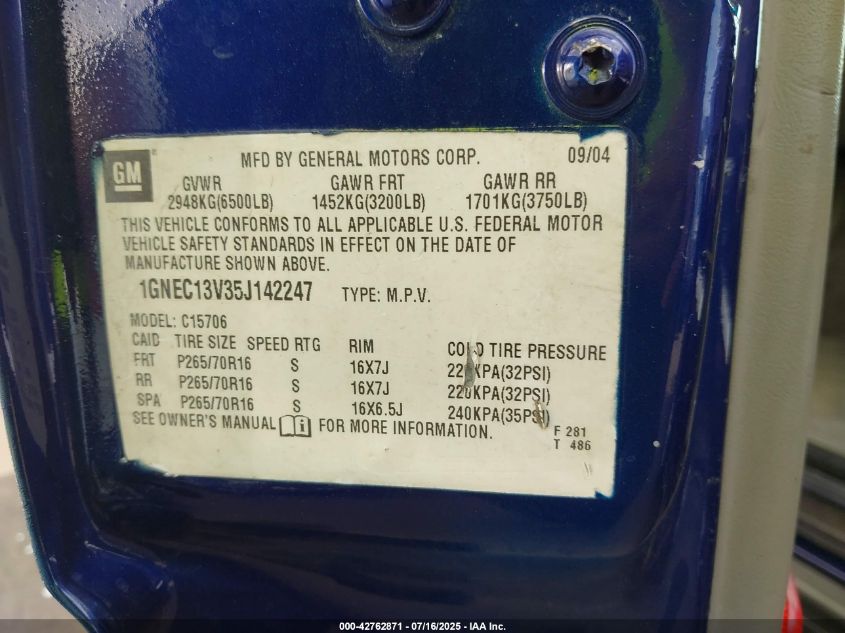 GM
MFD BY GENERAL MOTORS CORP. 09/04
GVWR GAWR FRT GAWR RR
2948KG(6500LB) 1452KG(3200LB) 1701KG(3750LB)
THIS VEHICLE CONFORMS TO ALL APPLICABLE U.S. FEDERAL MOTOR
VEHICLE SAFETY STANDARDS IN EFFECT ON THE DATE OF
MANUFACTURE SHOWN ABOVE.
1GNEC13V35J142247 TYPE: M.P.V.
MODEL: C15706
CAID TIRE SIZE SPEED RTG RIM COLD TIRE PRESSURE
FRT P265/70R16 S 16X7J 220KPA(32PSI)
RR P265/70R16 S 16X7J 220KPA(32PSI)
SPA P265/70R16 S 16X6.5J 240KPA(35PSI)
SEE OWNER'S MANUAL i FOR MORE INFORMATION.
F 281
T 486
000-42762871 - 07/16/2025 - IAA Inc.